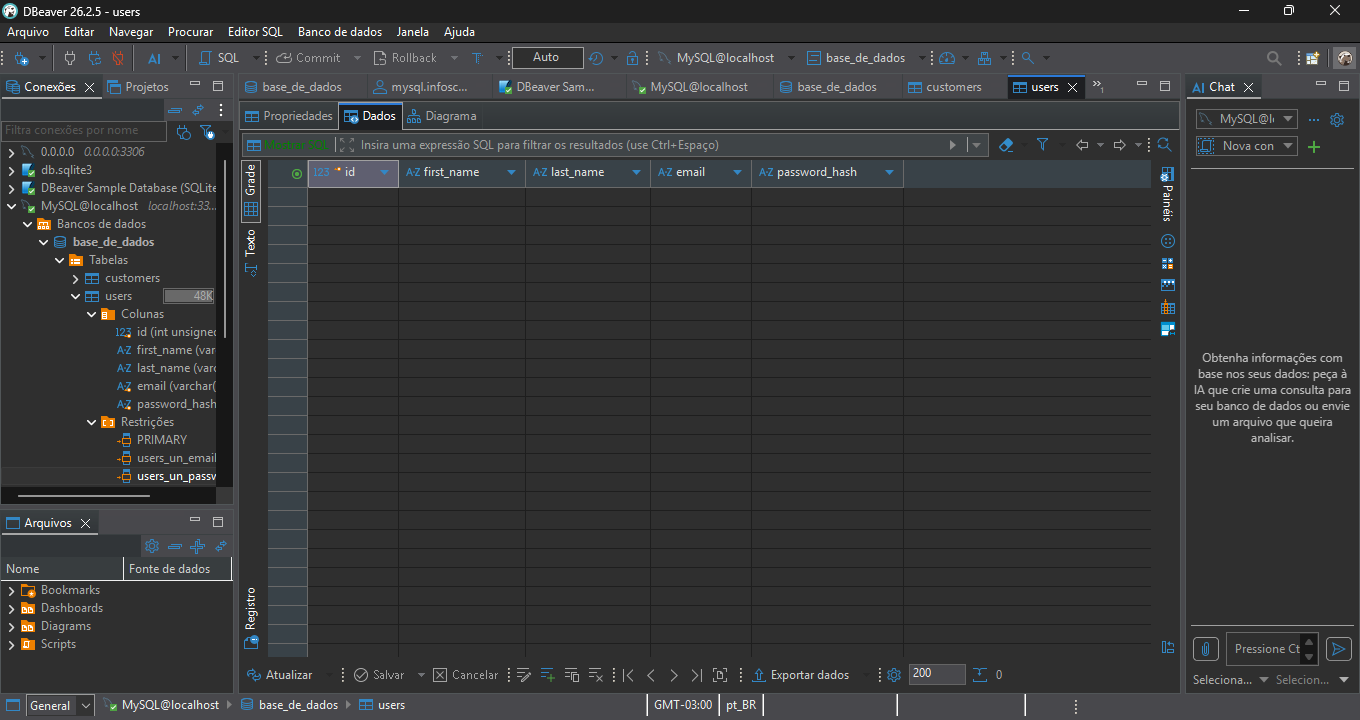 DBeaver 26.2.5 - users
Arquivo Editar Navegar Procurar Editor SQL Banco de dados Janela Ajuda
AI SQL Commit Rollback T Auto MySQL@localhost base_de_dados
Conexões Projetos
base_de_dados mysql.infosc... DBeaver Sam... MySQL@localhost base_de_dados customers users »1
AI Chat
Propriedades Dados Diagrama
MySQL@l
Filtra conexões por nome
Mostrar SQL Insira uma expressão SQL para filtrar os resultados (use Ctrl+Espaço)
Nova con
0.0.0.0 0.0.0.0:3306
db.sqlite3
DBeaver Sample Database (SQLite
MySQL@localhost localhost:33...
Bancos de dados
base_de_dados
Tabelas
customers
users 48K
Colunas
123 id (int unsigned
A-Z first_name (var
A-Z last_name (varc
A-Z email (varchar(
A-Z password_hash
Restrições
PRIMARY
users_un_email
users_un_passw
Grade
Texto
Registro
123 id A-Z first_name A-Z last_name A-Z email A-Z password_hash
Painéis
Obtenha informações com
base nos seus dados: peça à
IA que crie uma consulta para
seu banco de dados ou envie
um arquivo que queira
analisar.
Arquivos
Nome Fonte de dados
Bookmarks
Dashboards
Diagrams
Scripts
Pressione Ct
Atualizar Salvar Cancelar Exportar dados 200 0
Seleciona... Selecion...
General MySQL@localhost base_de_dados users GMT-03:00 pt_BR